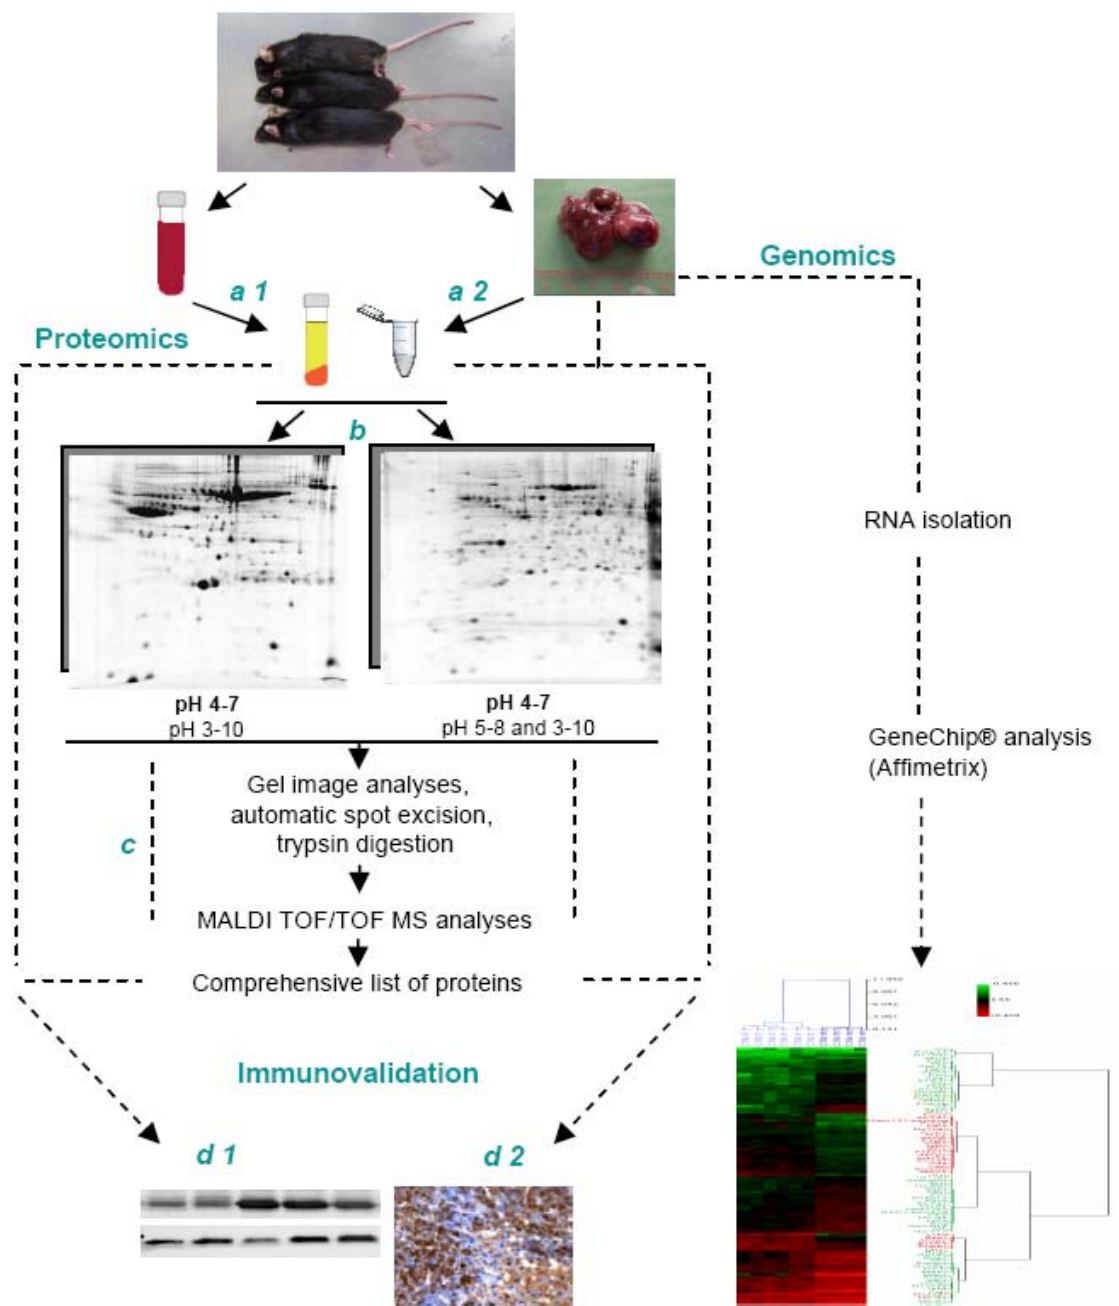 Genomics
a 1
a 2
Proteomics
b
pH 4-7
pH 3-10
pH 4-7
pH 5-8 and 3-10
RNA isolation
GeneChip® analysis
(Affimetrix)
Gel image analyses,
automatic spot excision,
trypsin digestion
c
MALDI TOF/TOF MS analyses
Comprehensive list of proteins
Immunovalidation
d 1
d 2